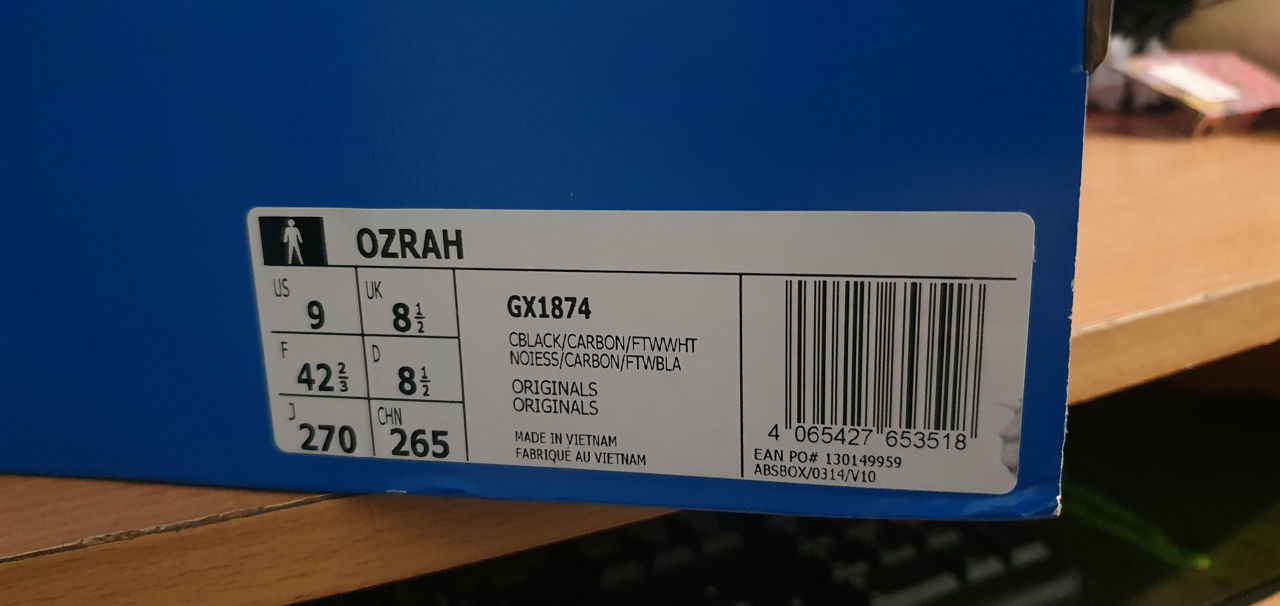 OZRAH
US 9
UK 8 1/2
F 42 2/3
D 8 1/2
J 270
CHN 265
GX1874
CBLACK/CARBON/FTWWHT
NOIESS/CARBON/FTWBLA
ORIGINALS
ORIGINALS
MADE IN VIETNAM
FABRIQUÉ AU VIETNAM
4 065427 653518
EAN PO# 130149959
ABSBOX/0314/V10